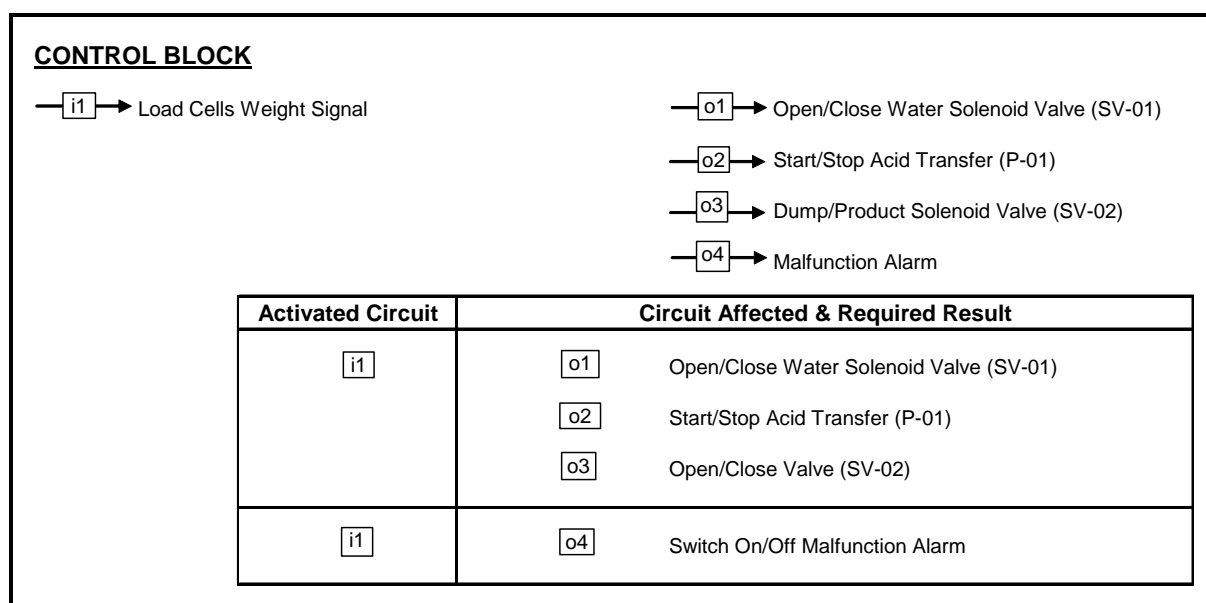 CONTROL BLOCK
i1 Load Cells Weight Signal
o1 Open/Close Water Solenoid Valve (SV-01)
o2 Start/Stop Acid Transfer (P-01)
o3 Dump/Product Solenoid Valve (SV-02)
o4 Malfunction Alarm
Activated Circuit Circuit Affected & Required Result
i1 o1 Open/Close Water Solenoid Valve (SV-01)
o2 Start/Stop Acid Transfer (P-01)
o3 Open/Close Valve (SV-02)
i1 o4 Switch On/Off Malfunction Alarm